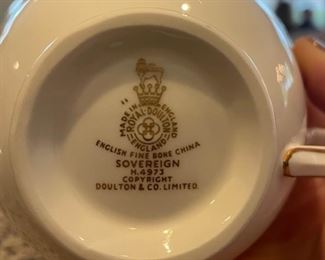 MADE IN ENGLAND
ROYAL·DOULTON
ENGLAND
ENGLISH FINE BONE CHINA
SOVEREIGN
H.4973
COPYRIGHT
DOULTON & CO. LIMITED.